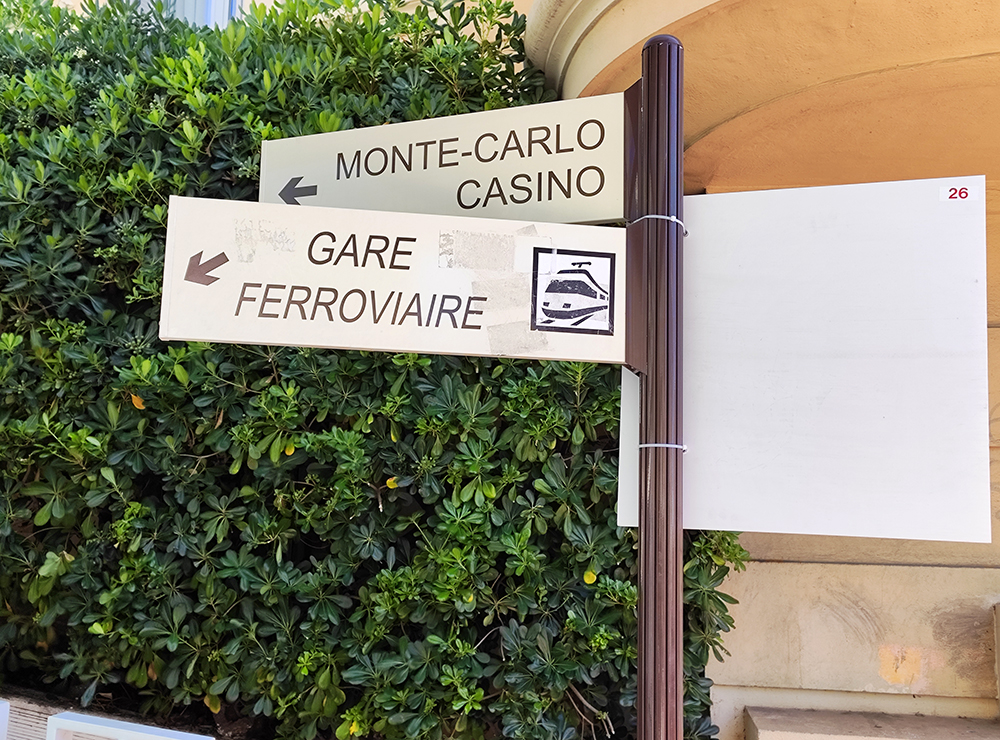 MONTE-CARLO
CASINO
GARE
FERROVIAIRE
26